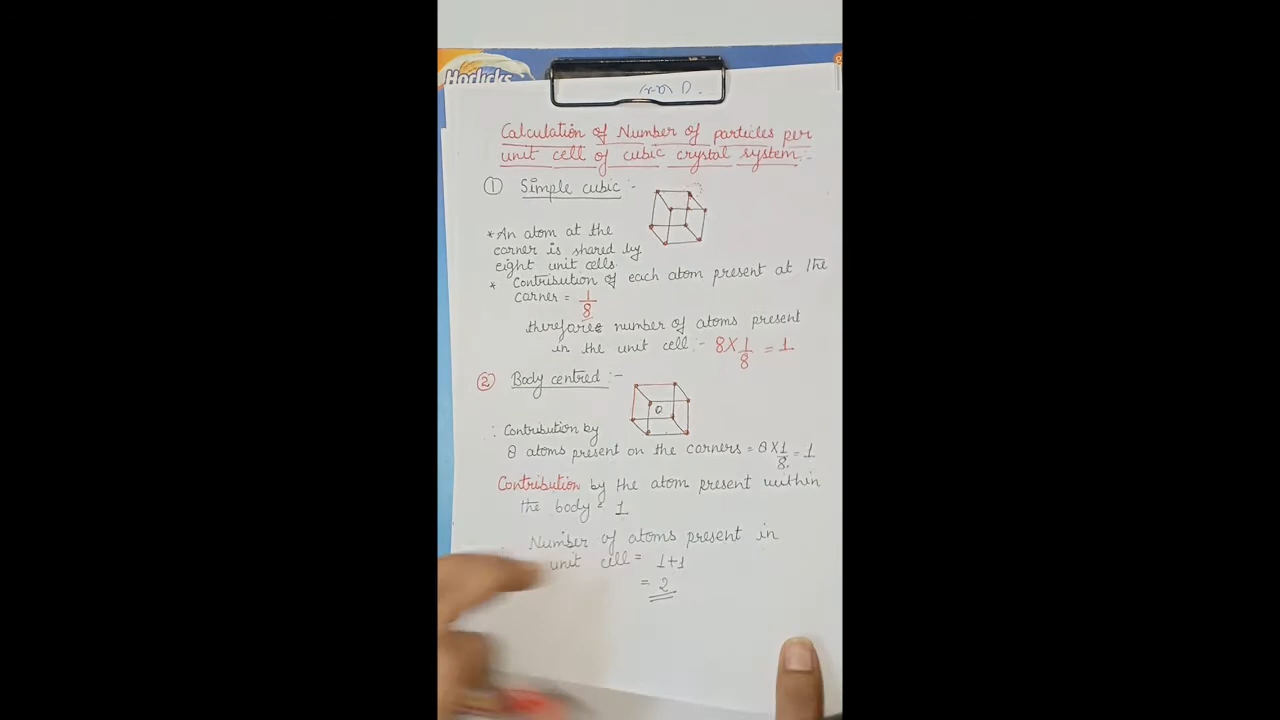 Horlicks
Calculation of Number of particles per
unit cell of cubic crystal system:-
① Simple cubic :-
* An atom at the
corner is shared by
eight unit cells.
* Contribution of each atom present at the
corner = 1/8
therefore number of atoms present
in the unit cell :- 8 X 1/8 = 1
② Body centred :-
∴ Contribution by
8 atoms present on the corners = 8 X 1/8 = 1
Contribution by the atom present within
the body = 1
Number of atoms present in
unit cell = 1+1
= 2